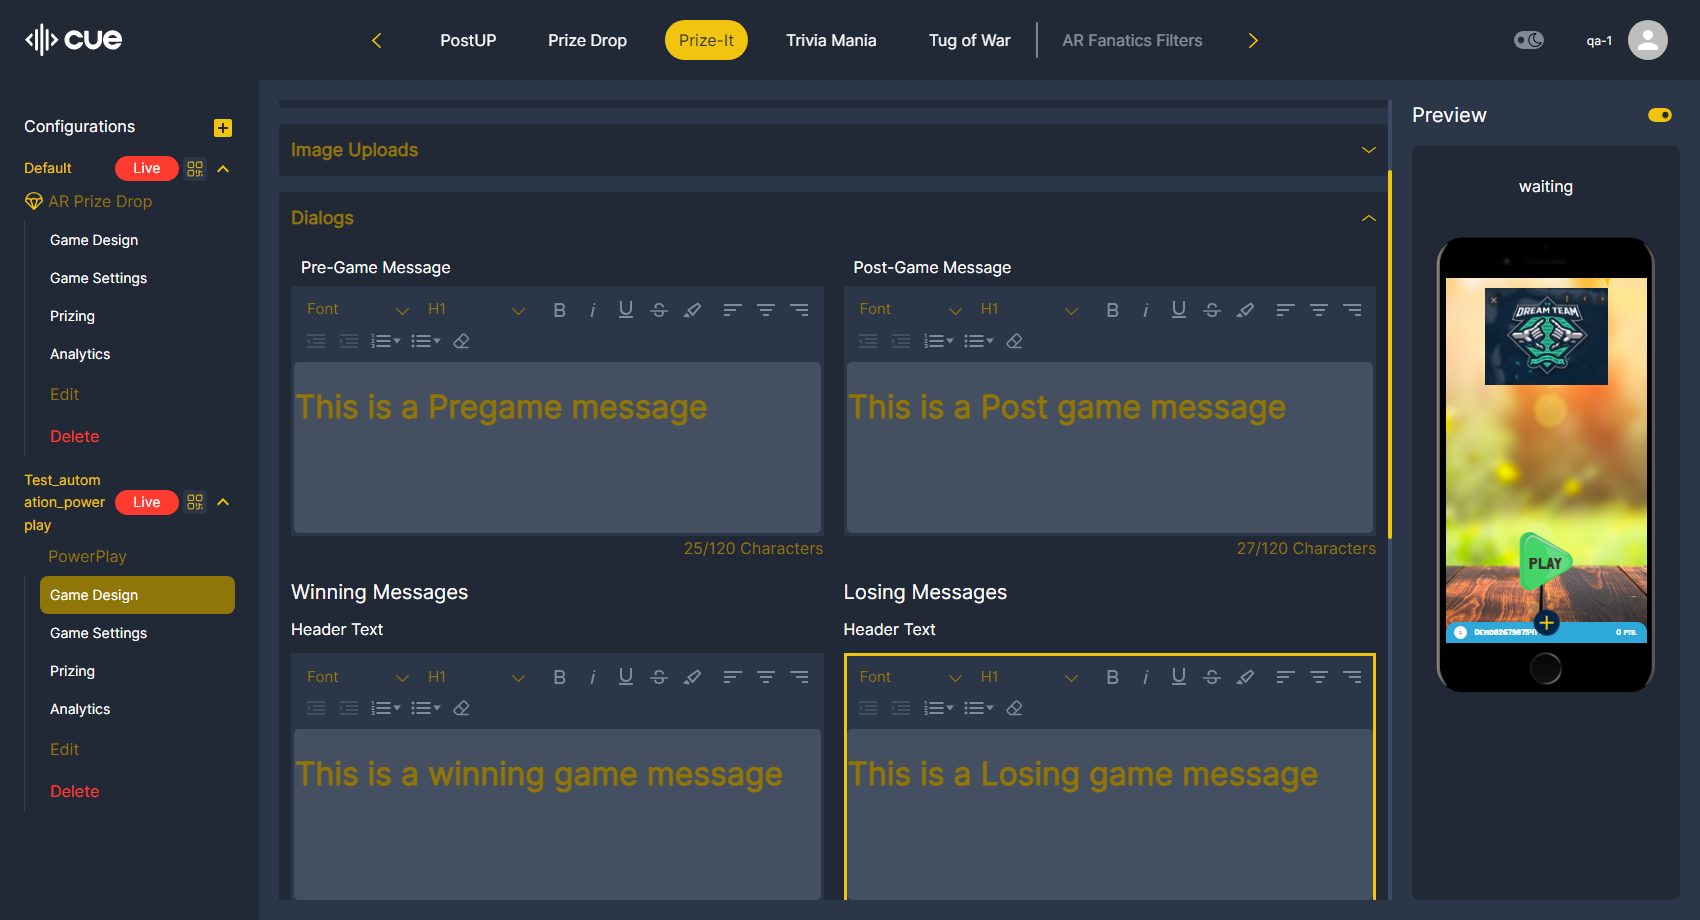 cue
PostUP
Prize Drop
Prize-It
Trivia Mania
Tug of War
AR Fanatics Filters
qa-1
Configurations
Default
Live
AR Prize Drop
Game Design
Game Settings
Prizing
Analytics
Edit
Delete
Test_autom
ation_power
play
Live
PowerPlay
Game Design
Game Settings
Prizing
Analytics
Edit
Delete
Image Uploads
Dialogs
Pre-Game Message
Font
H1
This is a Pregame message
25/120 Characters
Post-Game Message
Font
H1
This is a Post game message
27/120 Characters
Winning Messages
Header Text
Font
H1
This is a winning game message
Losing Messages
Header Text
Font
H1
This is a Losing game message
Preview
waiting
DREAM TEAM
PLAY
0 PTS.